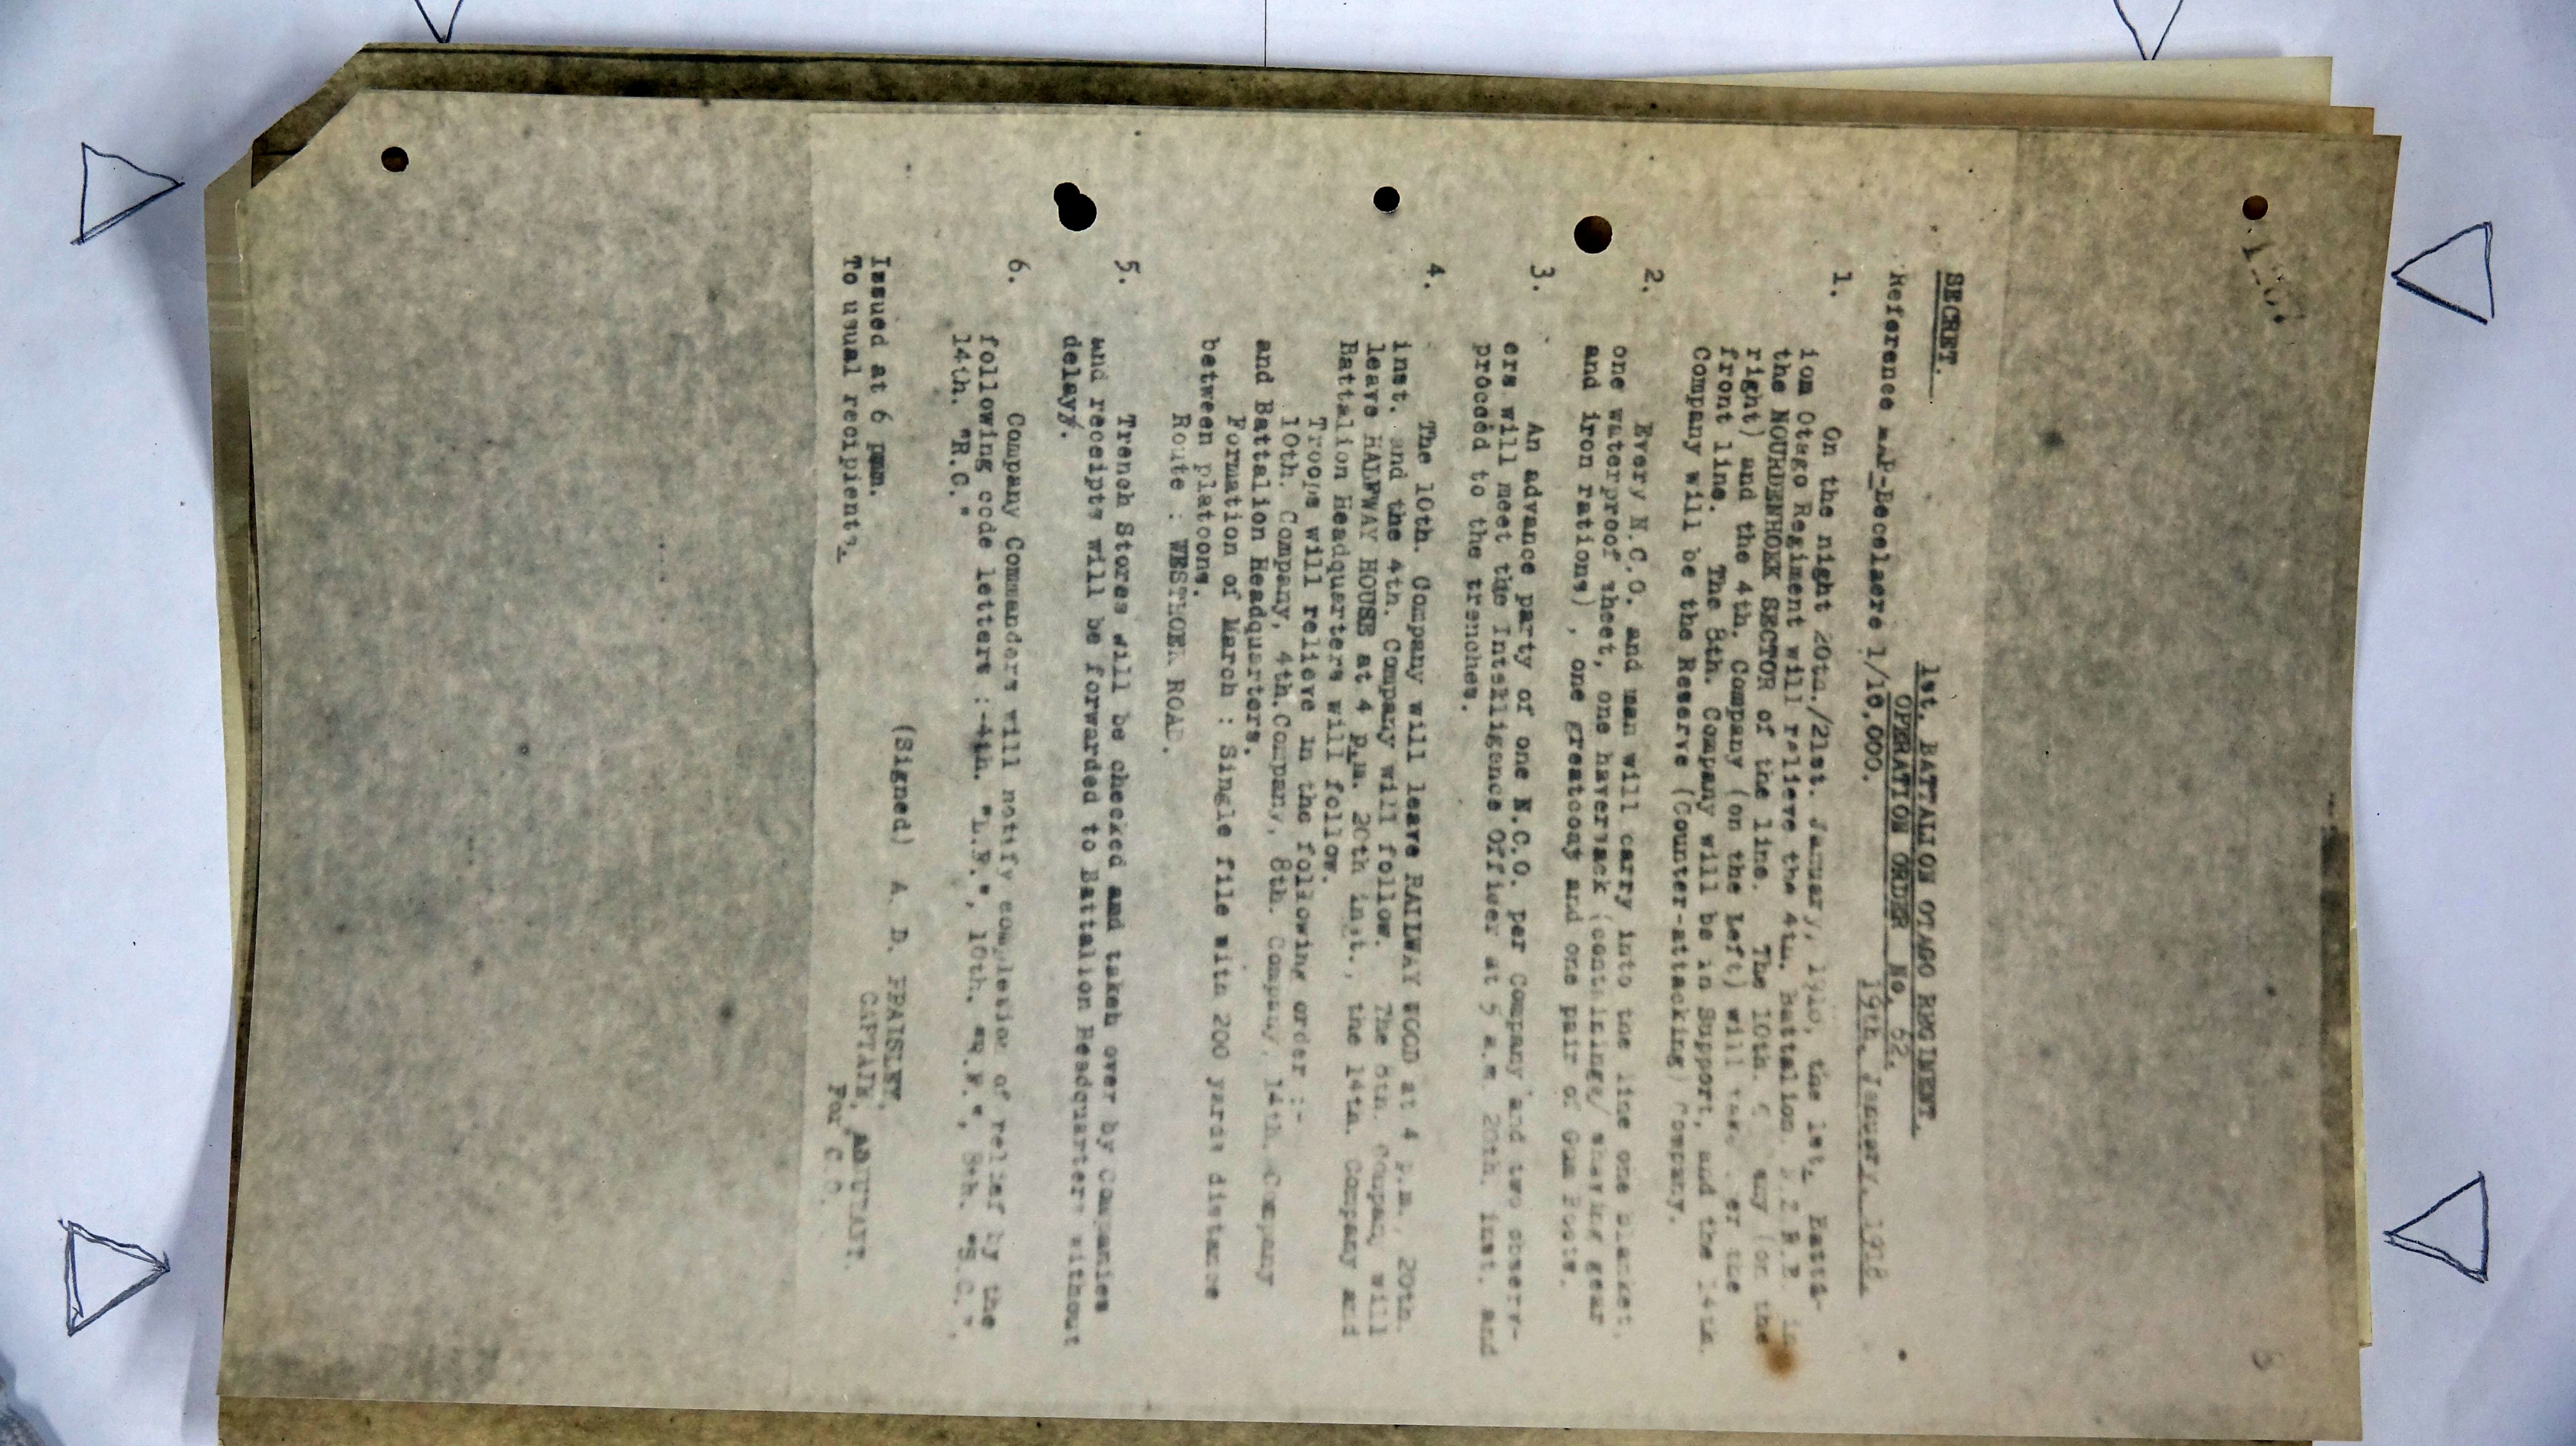 SECRET.
1st. BATTALION OTAGO REGIMENT.
OPERATION ORDER No. 62.
Reference MAP-Beccelaere 1/10,000.
19th. January. 1918.
1. On the night 20th./21st. January, 1918, the 1st. Batta-
ion Otago Regiment will relieve the 4th. Battalion in
the NOORDENHOEK SECTOR of the line. The 10th. (on the
right) and the 4th. Company (on the Left) will the
front line. The 8th. Company will be in Support, and the 14th.
Company will be the Reserve (Counter-attacking) Company.
2. Every N.C.O. and man will carry into the line one blanket,
one waterproof sheet, one haversack (containing/ shaving gear
and iron rations), one greatcoat and one pair of Gum Boots.
3. An advance party of one N.C.O. per Company and two observ-
ers will meet the Intelligence Officer at 5 a.m. 20th. inst. and
proceed to the trenches.
4. The 10th. Company will leave RAILWAY WOOD at 4 p.m., 20th.
inst. and the 4th. Company will follow. The 8th. Company will
leave HALFWAY HOUSE at 4 p.m. 20th inst., the 14th. Company and
Battalion Headquarters will follow.
Troops will relieve in the following order :-
10th. Company, 4th.Company, 8th. Company, 14th. Company
and Battalion Headquarters.
Formation of March : Single file with 200 yards distance
between platoons.
Route : WESTHOEK ROAD.
5. Trench Stores will be checked and taken over by Companies
and receipts will be forwarded to Battalion Headquarters without
delay.
6. Company Commanders will notify completion of relief by the
following code letters :-4th. "L.F.", 10th. "R.F.", 8th. "S.C.",
14th. "R.C."
(Signed) A. D. PPAISLEY,
CAPTAIN, ADJUTANT.
For C.O.
Issued at 6 pm.
To usual recipients.